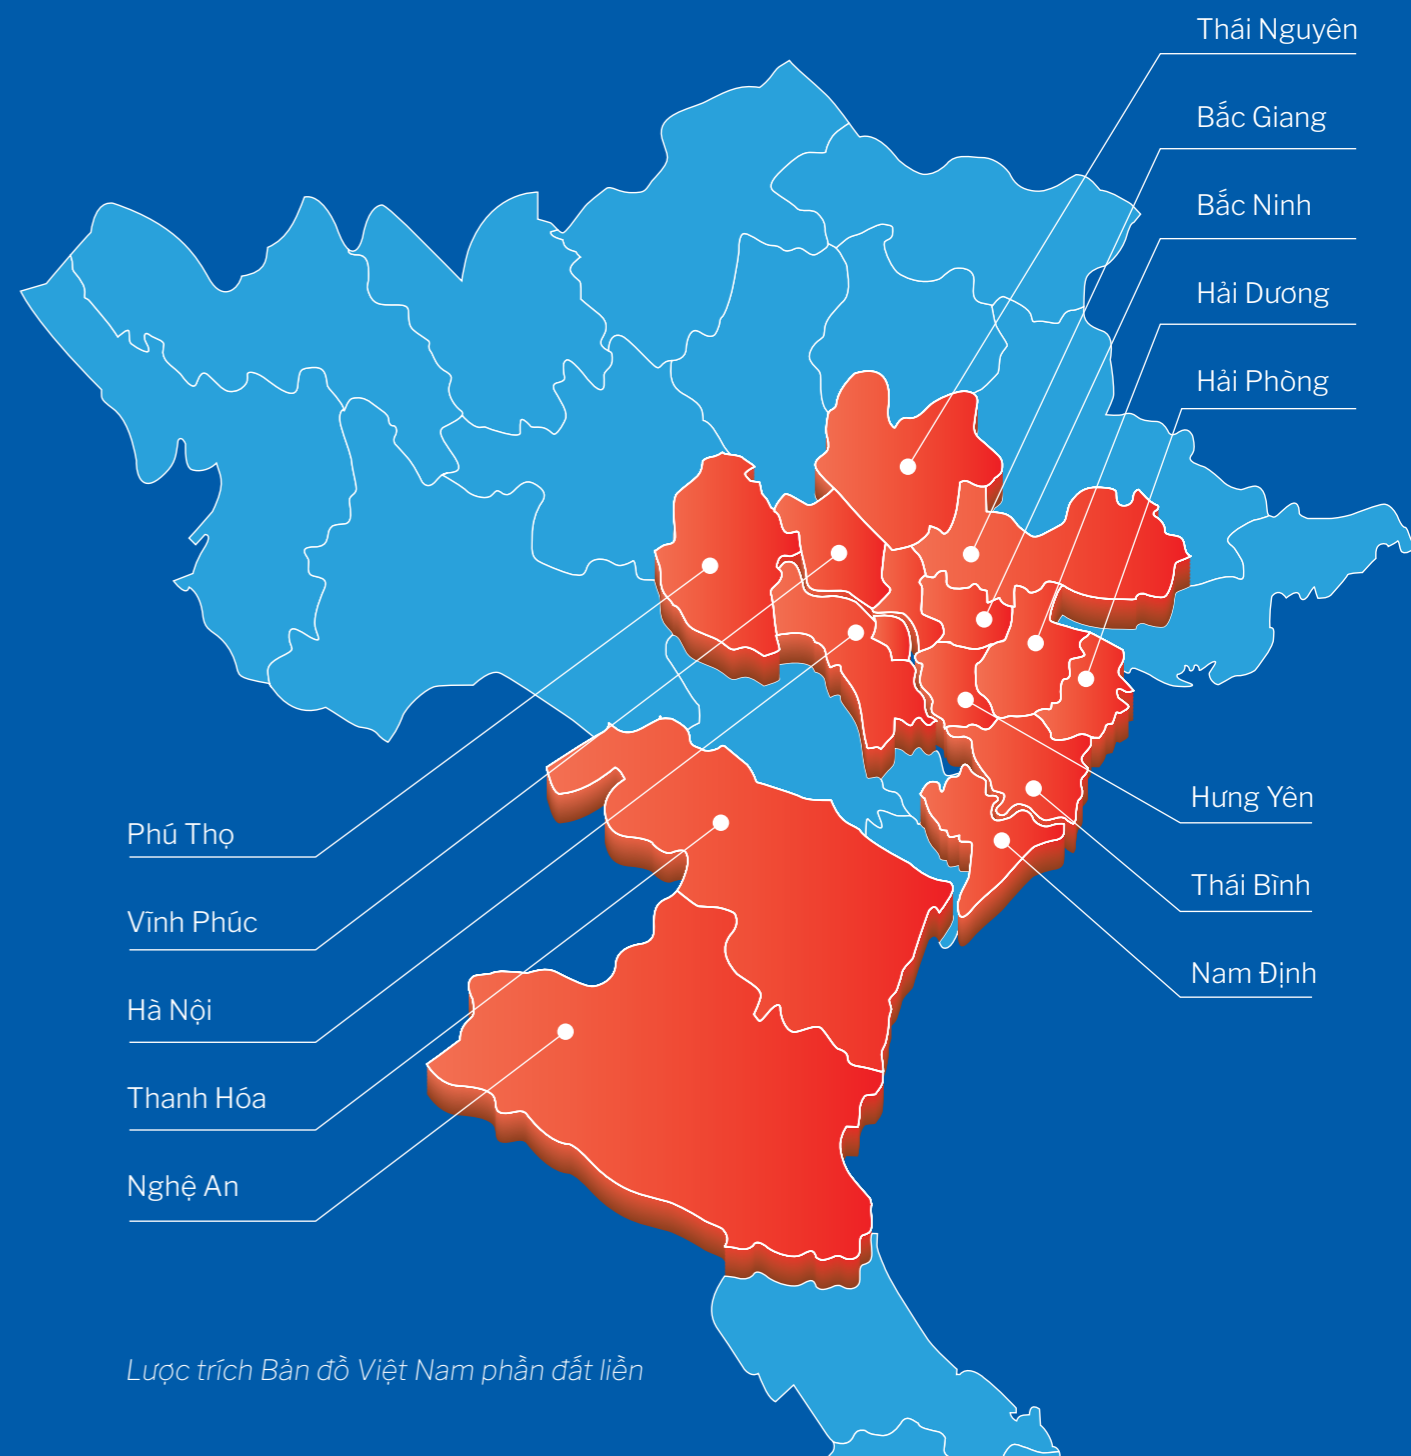 Thái Nguyên
Bắc Giang
Bắc Ninh
Hải Dương
Hải Phòng
Phú Thọ
Vĩnh Phúc
Hà Nội
Thanh Hóa
Nghệ An
Hưng Yên
Thái Bình
Nam Định
Lược trích Bản đồ Việt Nam phần đất liền